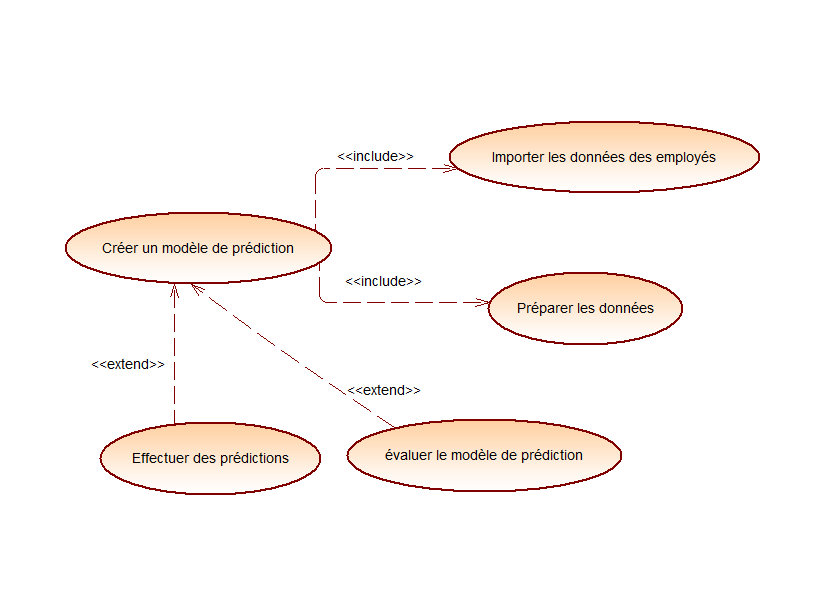 <<include>>
Importer les données des employés
Créer un modèle de prédiction
<<include>>
Préparer les données
<<extend>>
<<extend>>
Effectuer des prédictions
évaluer le modèle de prédiction